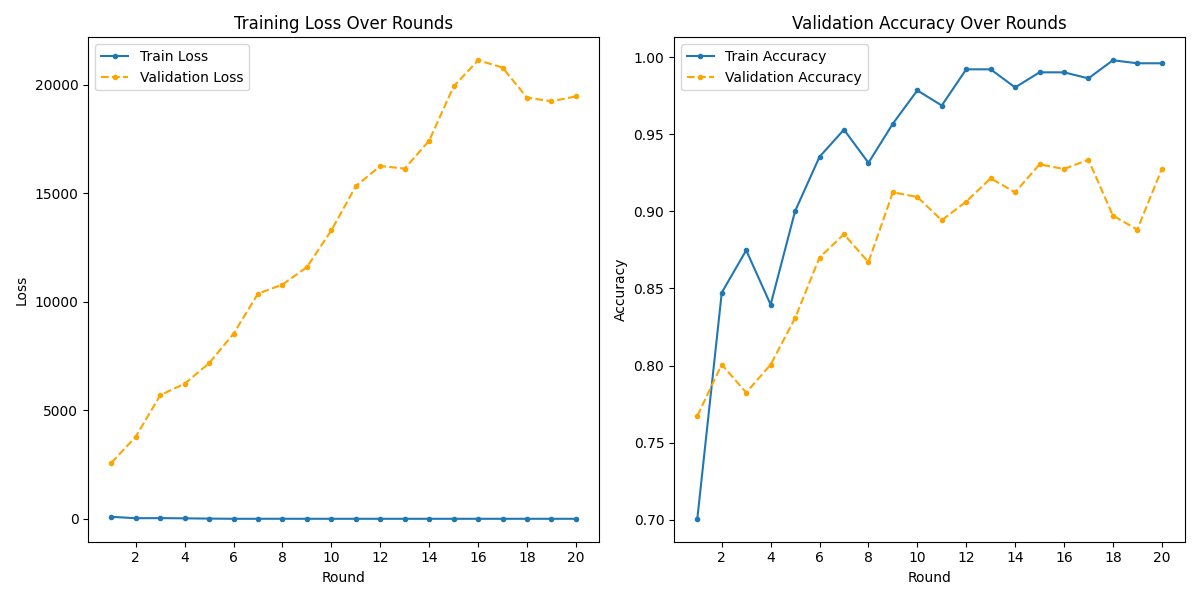 Training Loss Over Rounds
Train Loss
Validation Loss
Loss
20000
15000
10000
5000
0
2 4 6 8 10 12 14 16 18 20
Round
Validation Accuracy Over Rounds
Train Accuracy
Validation Accuracy
Accuracy
1.00
0.95
0.90
0.85
0.80
0.75
0.70
2 4 6 8 10 12 14 16 18 20
Round